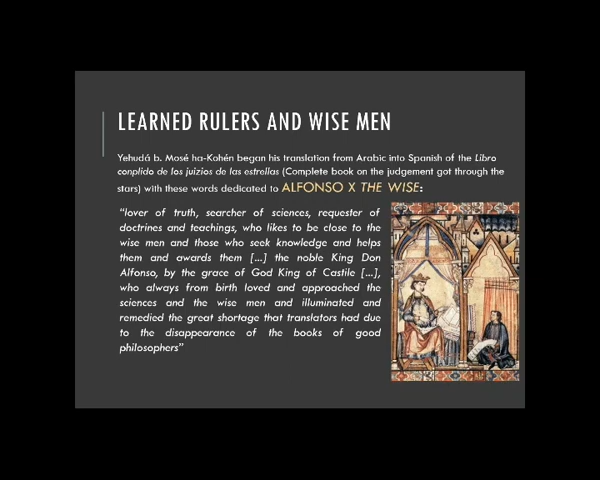 LEARNED RULERS AND WISE MEN
Yehudá b. Mosé ha-Kohén began his translation from Arabic into Spanish of the Libro
conplido de los juizios de las estrellas (Complete book on the judgement got through the
stars) with these words dedicated to ALFONSO X THE WISE:
“lover of truth, searcher of sciences, requester of
doctrines and teachings, who likes to be close to the
wise men and those who seek knowledge and helps
them and awards them [...] the noble King Don
Alfonso, by the grace of God King of Castile [...],
who always from birth loved and approached the
sciences and the wise men and illuminated and
remedied the great shortage that translators had due
to the disappearance of the books of good
philosophers”